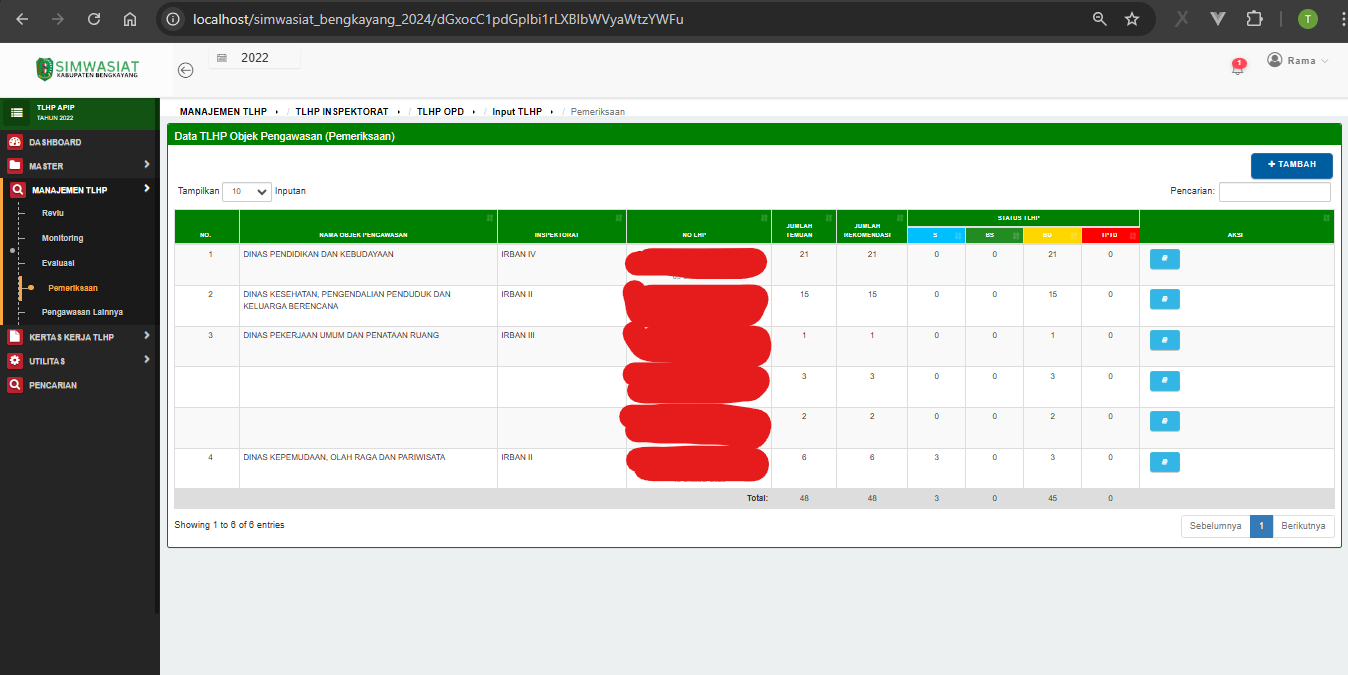 localhost/simwasiat_bengkayang_2024/dGxocC1pdGplbi1rLXBlbWVyaWtzYWFu
T
SIMWASIAT
KABUPATEN BENGKAYANG
2022
1
Rama
TLHP APIP
TAHUN 2022
DASHBOARD
MASTER
MANAJEMEN TLHP
Reviu
Monitoring
Evaluasi
Pemeriksaan
Pengawasan Lainnya
KERTAS KERJA TLHP
UTILITAS
PENCARIAN
MANAJEMEN TLHP / TLHP INSPEKTORAT / TLHP OPD / Input TLHP / Pemeriksaan
Data TLHP Objek Pengawasan (Pemeriksaan)
+ TAMBAH
Tampilkan 10 Inputan
Pencarian:
NO. NAMA OBJEK PENGAWASAN INSPEKTORAT NO LHP JUMLAH TEMUAN JUMLAH REKOMENDASI STATUS TLHP AKSI
S BS BD TPTD
1 DINAS PENDIDIKAN DAN KEBUDAYAAN IRBAN IV 21 21 0 0 21 0
2 DINAS KESEHATAN, PENGENDALIAN PENDUDUK DAN KELUARGA BERENCANA IRBAN II 15 15 0 0 15 0
3 DINAS PEKERJAAN UMUM DAN PENATAAN RUANG IRBAN III 1 1 0 0 1 0
3 3 0 0 3 0
2 2 0 0 2 0
4 DINAS KEPEMUDAAN, OLAH RAGA DAN PARIWISATA IRBAN II 6 6 3 0 3 0
Total: 48 48 3 0 45 0
Showing 1 to 6 of 6 entries
Sebelumnya 1 Berikutnya